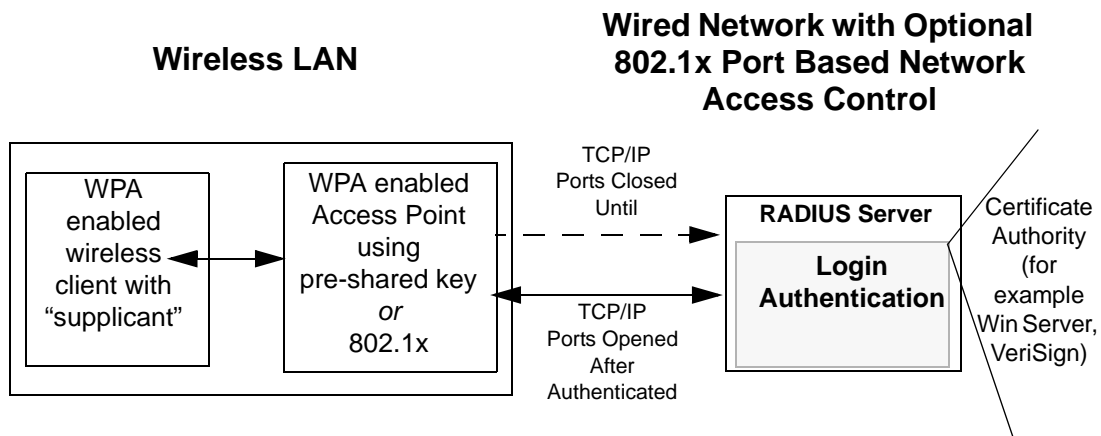 Wireless LAN
Wired Network with Optional
802.1x Port Based Network
Access Control
WPA
enabled
wireless
client with
“supplicant”
WPA enabled
Access Point
using
pre-shared key
or
802.1x
TCP/IP
Ports Closed
Until
TCP/IP
Ports Opened
After
Authenticated
RADIUS Server
Login
Authentication
Certificate
Authority
(for
example
Win Server,
VeriSign)